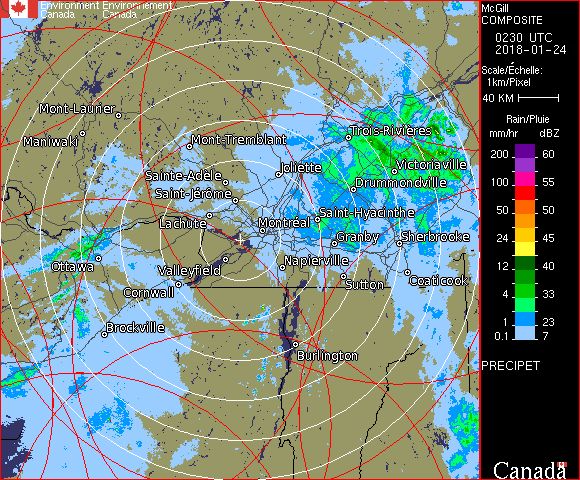 Environment Environnement
Canada Canada
McGill
COMPOSITE
0230 UTC
2018-01-24
Scale/Échelle:
1km/Pixel
40 KM
Rain/Pluie
mm/hr dBZ
200 60
100 55
50 50
24 45
12 40
4 33
1 23
0.1 7
PRECIPET
Canada
Mont-Laurier
Maniwaki
Mont-Tremblant
Trois-Rivières
Joliette
Victoriaville
Sainte-Adèle
Drummondville
Saint-Jérôme
Saint-Hyacinthe
Lachute
Montréal
Granby
Sherbrooke
Ottawa
Valleyfield
Napierville
Cornwall
Sutton
Coaticook
Brockville
Burlington